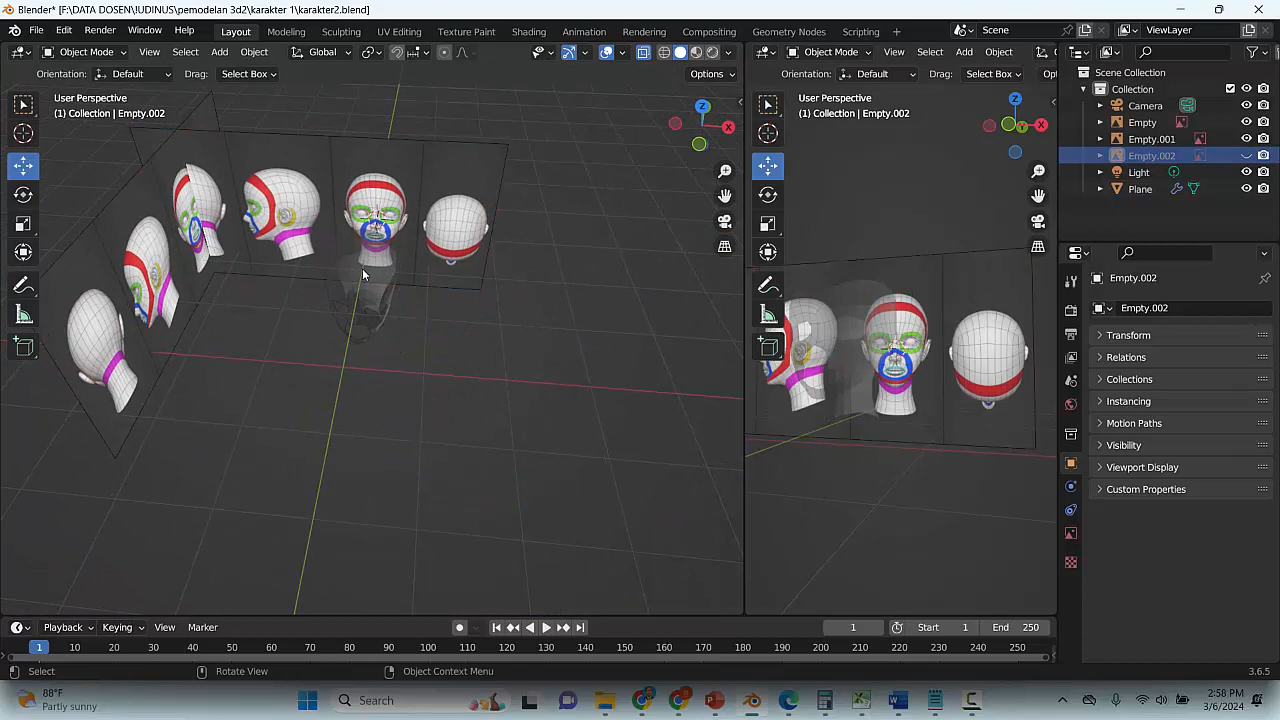 Blender* [F:\DATA DOSEN\!UDINUS\pemodelan 3d2\karakter 1\karakter2.blend]
File Edit Render Window Help Layout Modeling Sculpting UV Editing Texture Paint Shading Animation Rendering Compositing Geometry Nodes Scripting + Scene ViewLayer
Object Mode View Select Add Object Global Object Mode View Select Add Object
Orientation: Default Drag: Select Box Options Orientation: Default Drag: Select Box Opt
User Perspective
(1) Collection | Empty.002
Z
X
User Perspective
(1) Collection | Empty.002
Z
Y
X
Scene Collection
Collection
Camera
Empty
Empty.001
Empty.002
Light
Plane
Empty.002
Empty.002
Transform
Relations
Collections
Instancing
Motion Paths
Visibility
Viewport Display
Custom Properties
Playback Keying View Marker 1 Start 1 End 250
1 10 20 30 40 50 60 70 80 90 100 110 120 130 140 150 160 170 180 190 200 210 220 230 240 250
Select Rotate View Object Context Menu 3.6.5
88°F
Partly sunny
Search
2:58 PM
3/6/2024